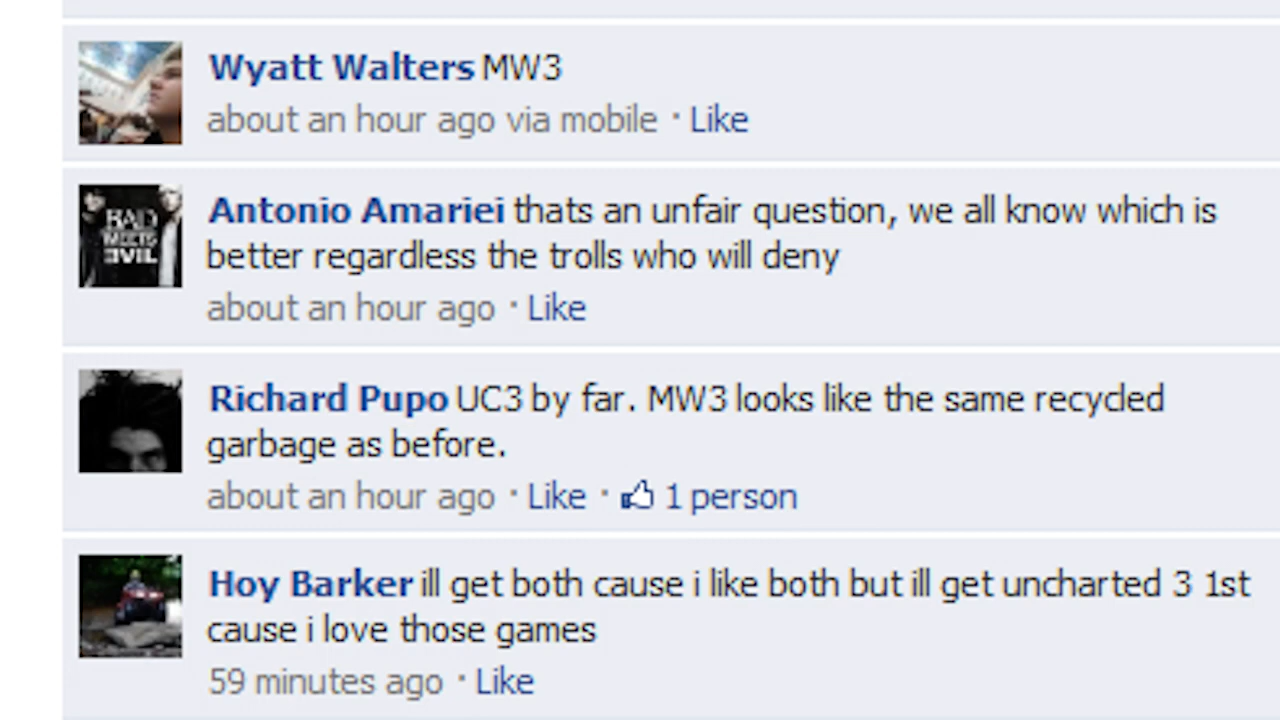 Wyatt Walters MW3
about an hour ago via mobile · Like
BAD
MEETS
EVIL
Antonio Amariei thats an unfair question, we all know which is
better regardless the trolls who will deny
about an hour ago · Like
Richard Pupo UC3 by far. MW3 looks like the same recycled
garbage as before.
about an hour ago · Like · 1 person
Hoy Barker ill get both cause i like both but ill get uncharted 3 1st
cause i love those games
59 minutes ago · Like